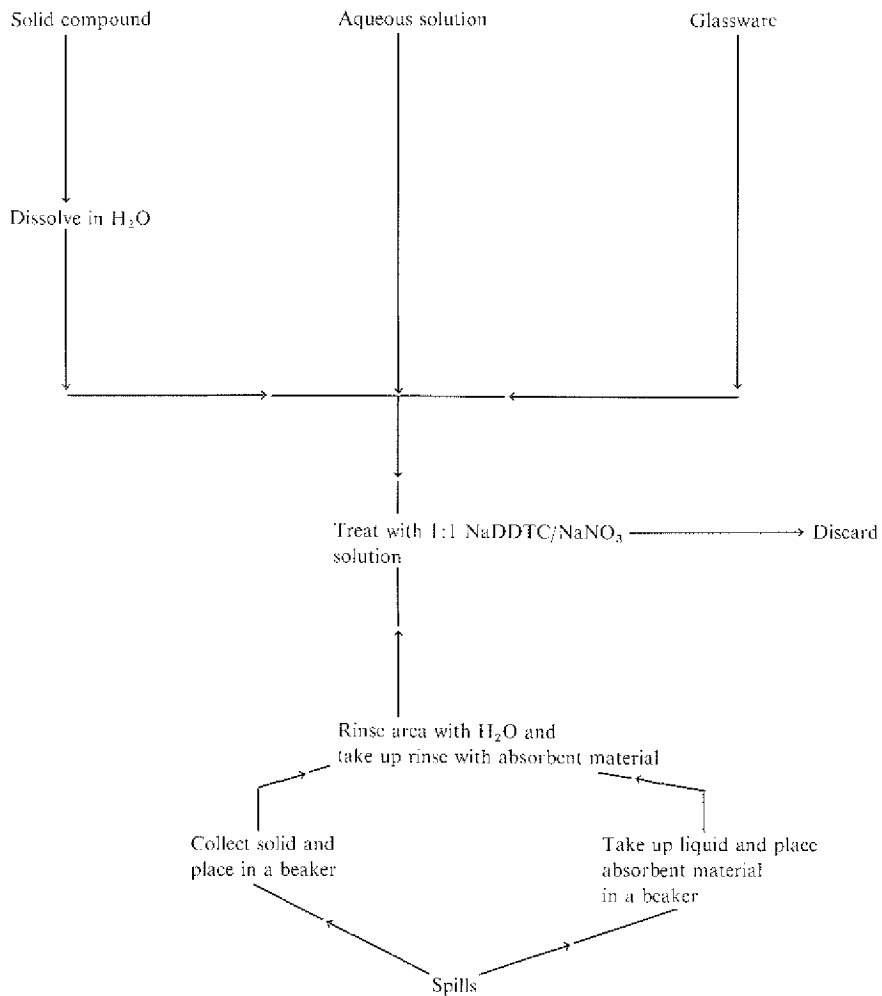 Solid compound
Aqueous solution
Glassware
Dissolve in H₂O
Treat with 1:1 NaDDTC/NaNO₃
solution
Discard
Rinse area with H₂O and
take up rinse with absorbent material
Collect solid and
place in a beaker
Take up liquid and place
absorbent material
in a beaker
Spills